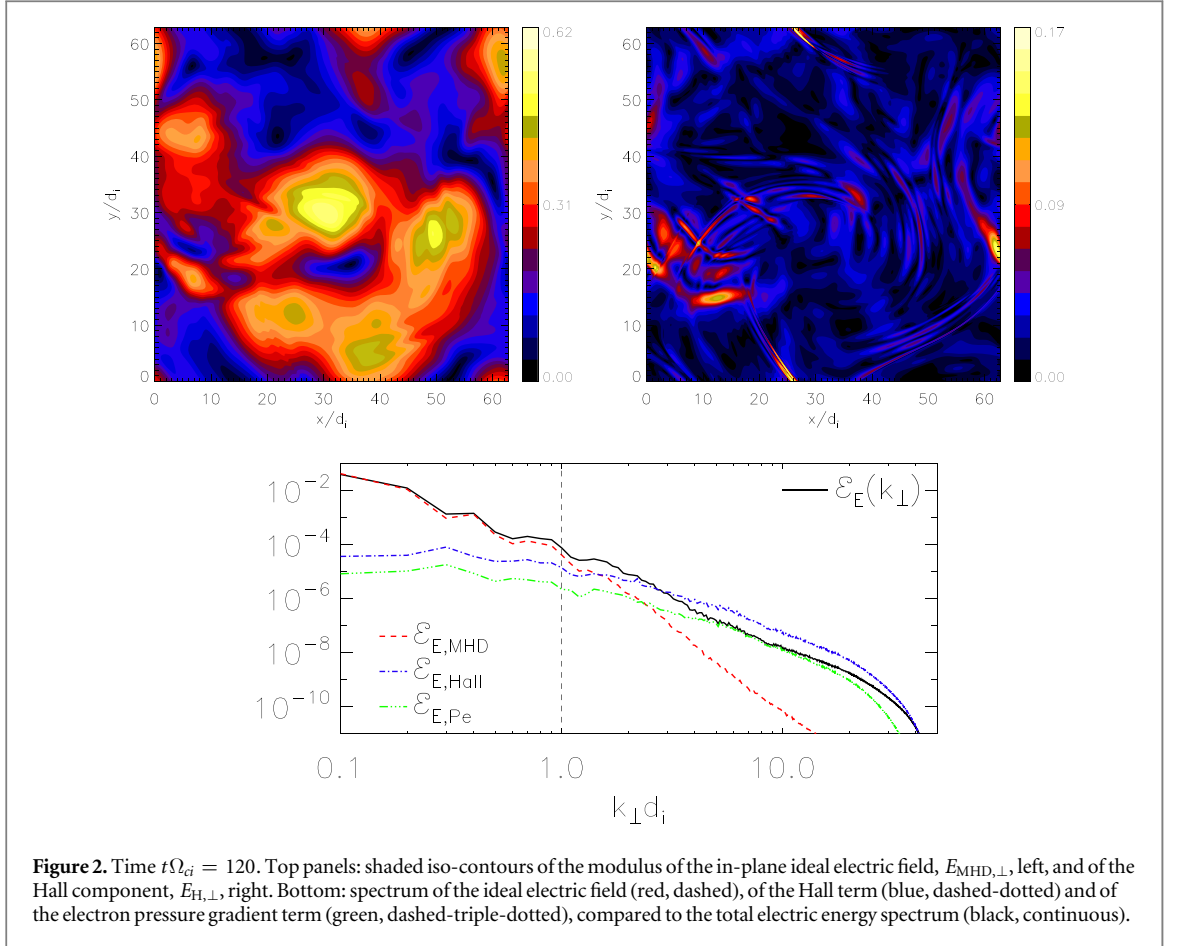 0.62
0.31
0.00
60
50
40
30
20
10
0
y/dᵢ
0 10 20 30 40 50 60
x/dᵢ
0.17
0.09
0.00
60
50
40
30
20
10
0
y/dᵢ
0 10 20 30 40 50 60
x/dᵢ
ℰ_E(k_⊥)
10⁻²
10⁻⁴
10⁻⁶
10⁻⁸
10⁻¹⁰
ℰ_E,MHD
ℰ_E,Hall
ℰ_E,Pe
0.1 1.0 10.0
k_⊥dᵢ
Figure 2. Time tΩ_ci = 120. Top panels: shaded iso-contours of the modulus of the in-plane ideal electric field, E_MHD,⊥, left, and of the
Hall component, E_H,⊥, right. Bottom: spectrum of the ideal electric field (red, dashed), of the Hall term (blue, dashed-dotted) and of
the electron pressure gradient term (green, dashed-triple-dotted), compared to the total electric energy spectrum (black, continuous).